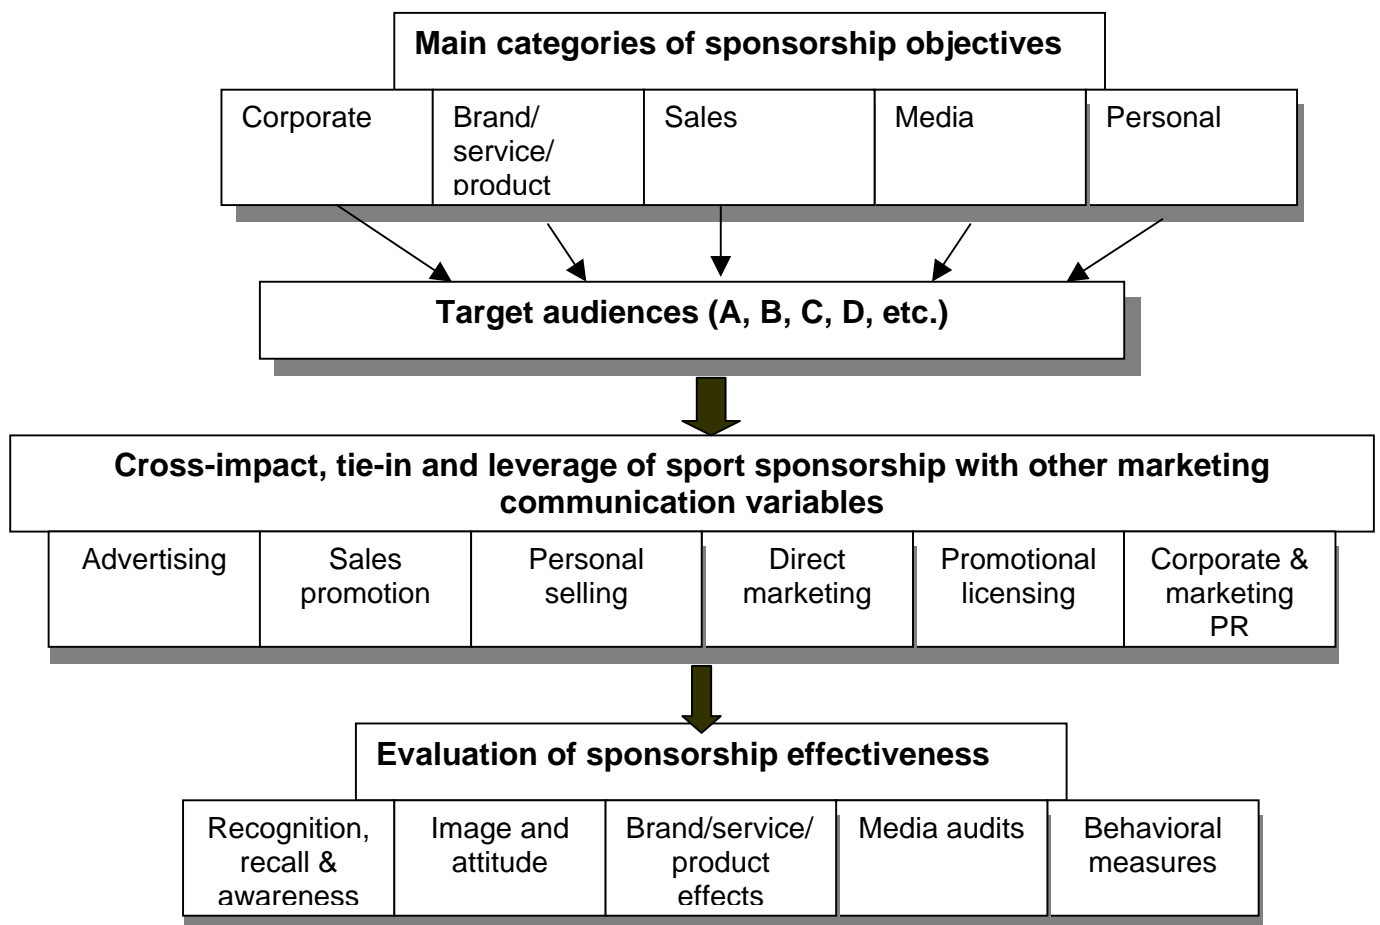 Main categories of sponsorship objectives
Corporate
Brand/
service/
product
Sales
Media
Personal
Target audiences (A, B, C, D, etc.)
Cross-impact, tie-in and leverage of sport sponsorship with other marketing
communication variables
Advertising
Sales
promotion
Personal
selling
Direct
marketing
Promotional
licensing
Corporate &
marketing
PR
Evaluation of sponsorship effectiveness
Recognition,
recall &
awareness
Image and
attitude
Brand/service/
product
effects
Media audits
Behavioral
measures